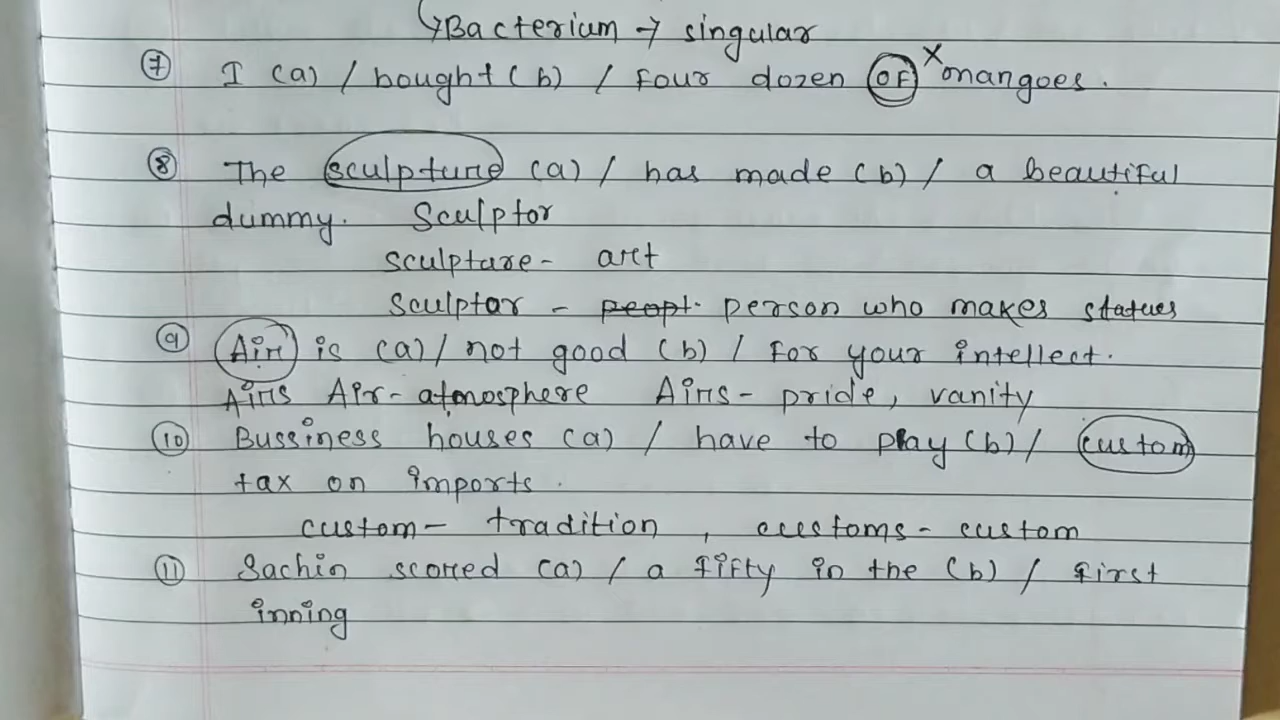 ↳Bacterium → singular
⑦ I (a) / bought (b) / four dozen of x mangoes.
⑧ The sculpture (a) / has made (b) / a beautiful
dummy. Sculptor
sculpture - art
sculptor - peopl. person who makes statues
⑨ Air is (a) / not good (b) / for your intellect.
Airs Air - atmosphere Airs - pride, vanity
⑩ Bussiness houses (a) / have to play (b) / custom
tax on imports.
custom - tradition, customs - custom
⑪ Sachin scored (a) / a fifty in the (b) / first
inning